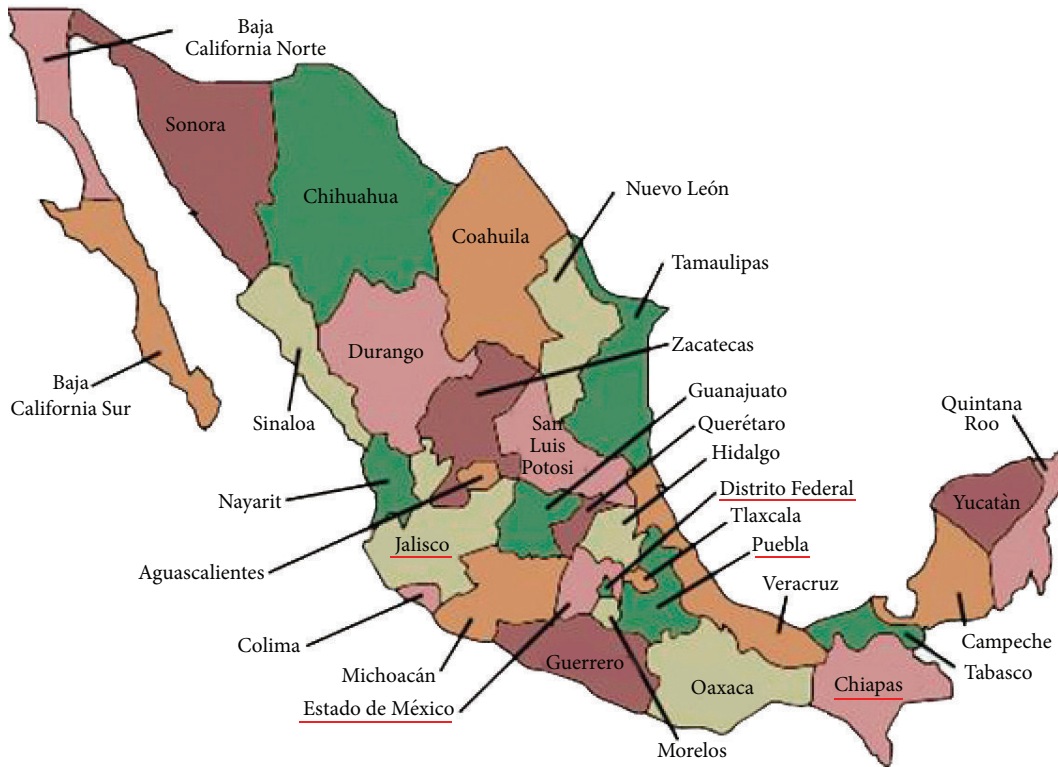 Baja
California Norte
Sonora
Chihuahua
Nuevo León
Coahuila
Tamaulipas
Zacatecas
Durango
Baja
California Sur
Guanajuato
Quintana
Roo
Sinaloa
San
Luis
Potosi
Querétaro
Hidalgo
Distrito Federal
Yucatàn
Nayarit
Tlaxcala
Jalisco
Puebla
Aguascalientes
Veracruz
Colima
Campeche
Guerrero
Michoacán
Tabasco
Oaxaca
Chiapas
Estado de México
Morelos